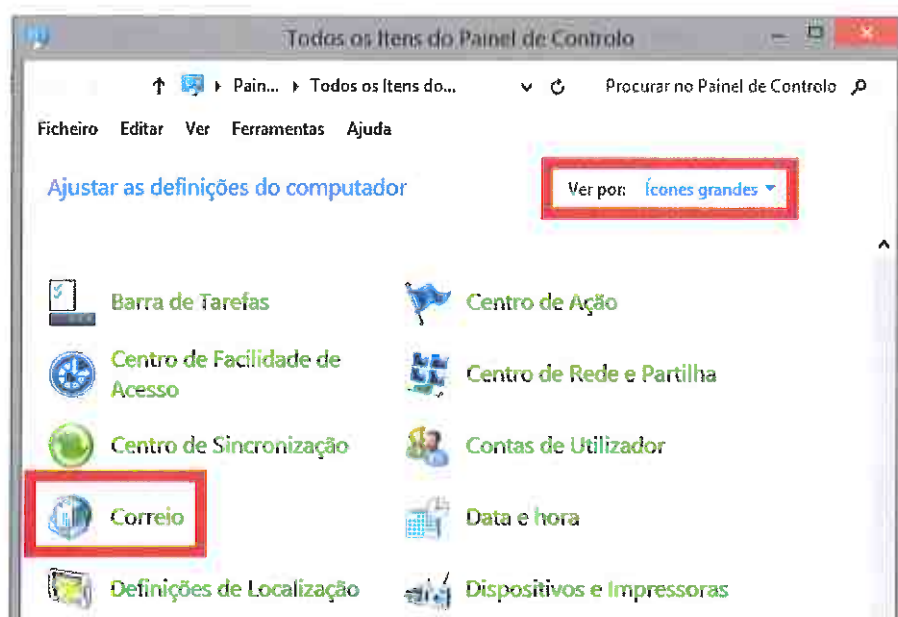 Todos os Itens do Painel de Controlo
Pain... Todos os Itens do... Procurar no Painel de Controlo
Ficheiro Editar Ver Ferramentas Ajuda
Ajustar as definições do computador
Ver por: Ícones grandes
Barra de Tarefas
Centro de Ação
Centro de Facilidade de
Acesso
Centro de Rede e Partilha
Centro de Sincronização
Contas de Utilizador
Correio
Data e hora
Definições de Localização
Dispositivos e Impressoras